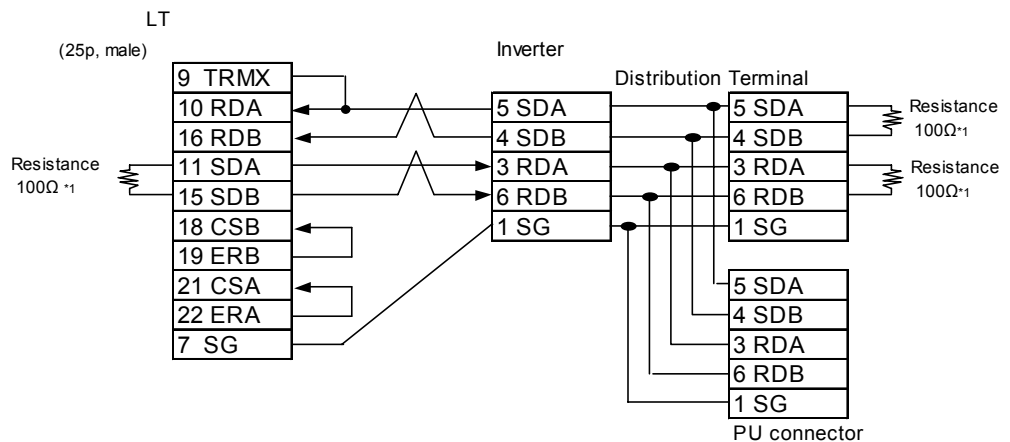 LT
(25p, male)
Inverter
Distribution Terminal
9 TRMX
10 RDA
16 RDB
11 SDA
15 SDB
18 CSB
19 ERB
21 CSA
22 ERA
7 SG
Resistance
100Ω *1
5 SDA
4 SDB
3 RDA
6 RDB
1 SG
5 SDA
4 SDB
3 RDA
6 RDB
1 SG
Resistance
100Ω*1
Resistance
100Ω*1
5 SDA
4 SDB
3 RDA
6 RDB
1 SG
PU connector